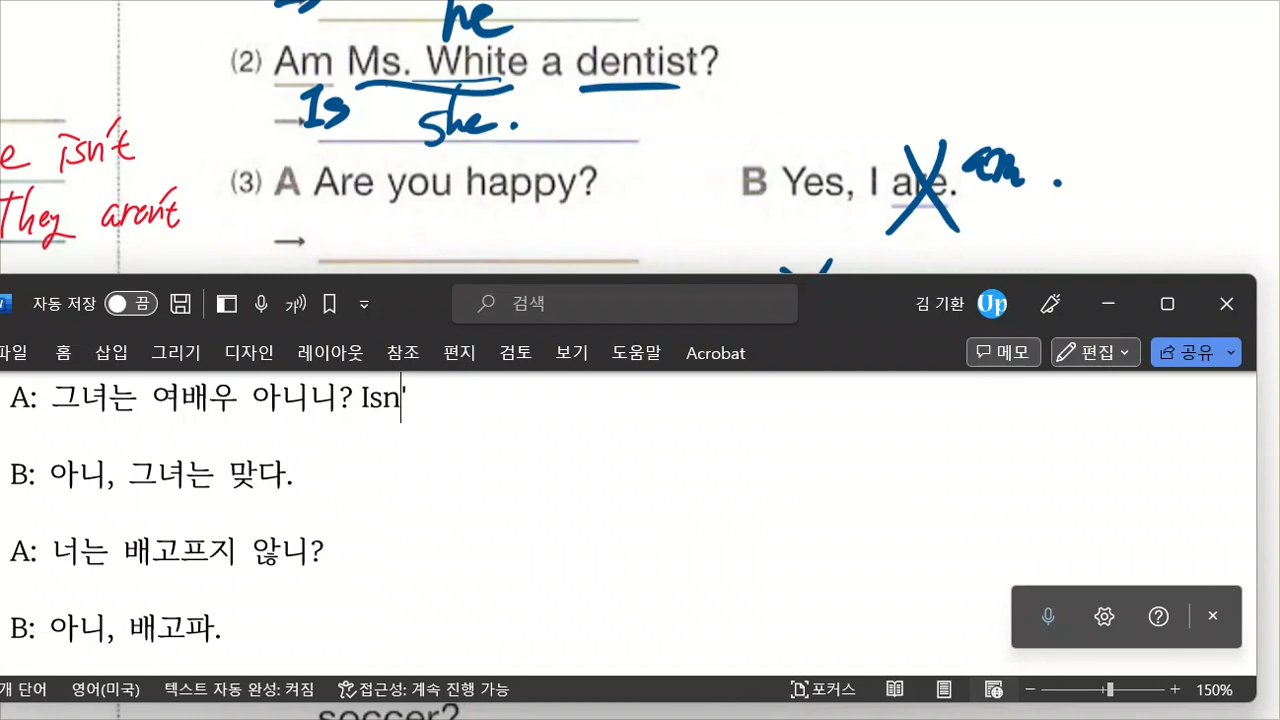 he
(2) Am Ms. White a dentist?
Is she.
→
e isn't
(3) A Are you happy? B Yes, I are. am.
they aren't
→
자동 저장 끔 가)) 검색 김 기환 Up
파일 홈 삽입 그리기 디자인 레이아웃 참조 편지 검토 보기 도움말 Acrobat 메모 편집 공유
A: 그녀는 여배우 아니니? Isn'
B: 아니, 그녀는 맞다.
A: 너는 배고프지 않니?
B: 아니, 배고파.
개 단어 영어(미국) 텍스트 자동 완성: 켜짐 접근성: 계속 진행 가능 포커스 150%
soccer?